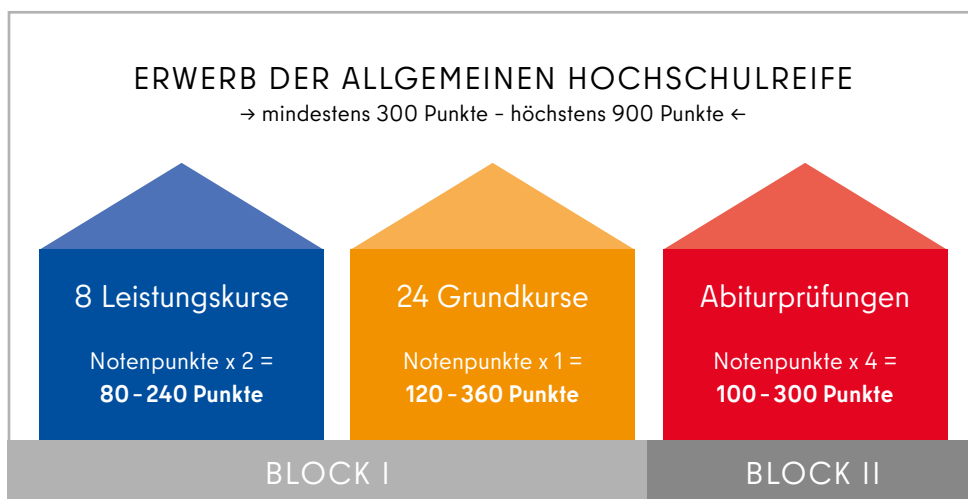 ERWERB DER ALLGEMEINEN HOCHSCHULREIFE
→ mindestens 300 Punkte – höchstens 900 Punkte ←
8 Leistungskurse
Notenpunkte x 2 =
80 – 240 Punkte
24 Grundkurse
Notenpunkte x 1 =
120 – 360 Punkte
Abiturprüfungen
Notenpunkte x 4 =
100 – 300 Punkte
BLOCK I
BLOCK II